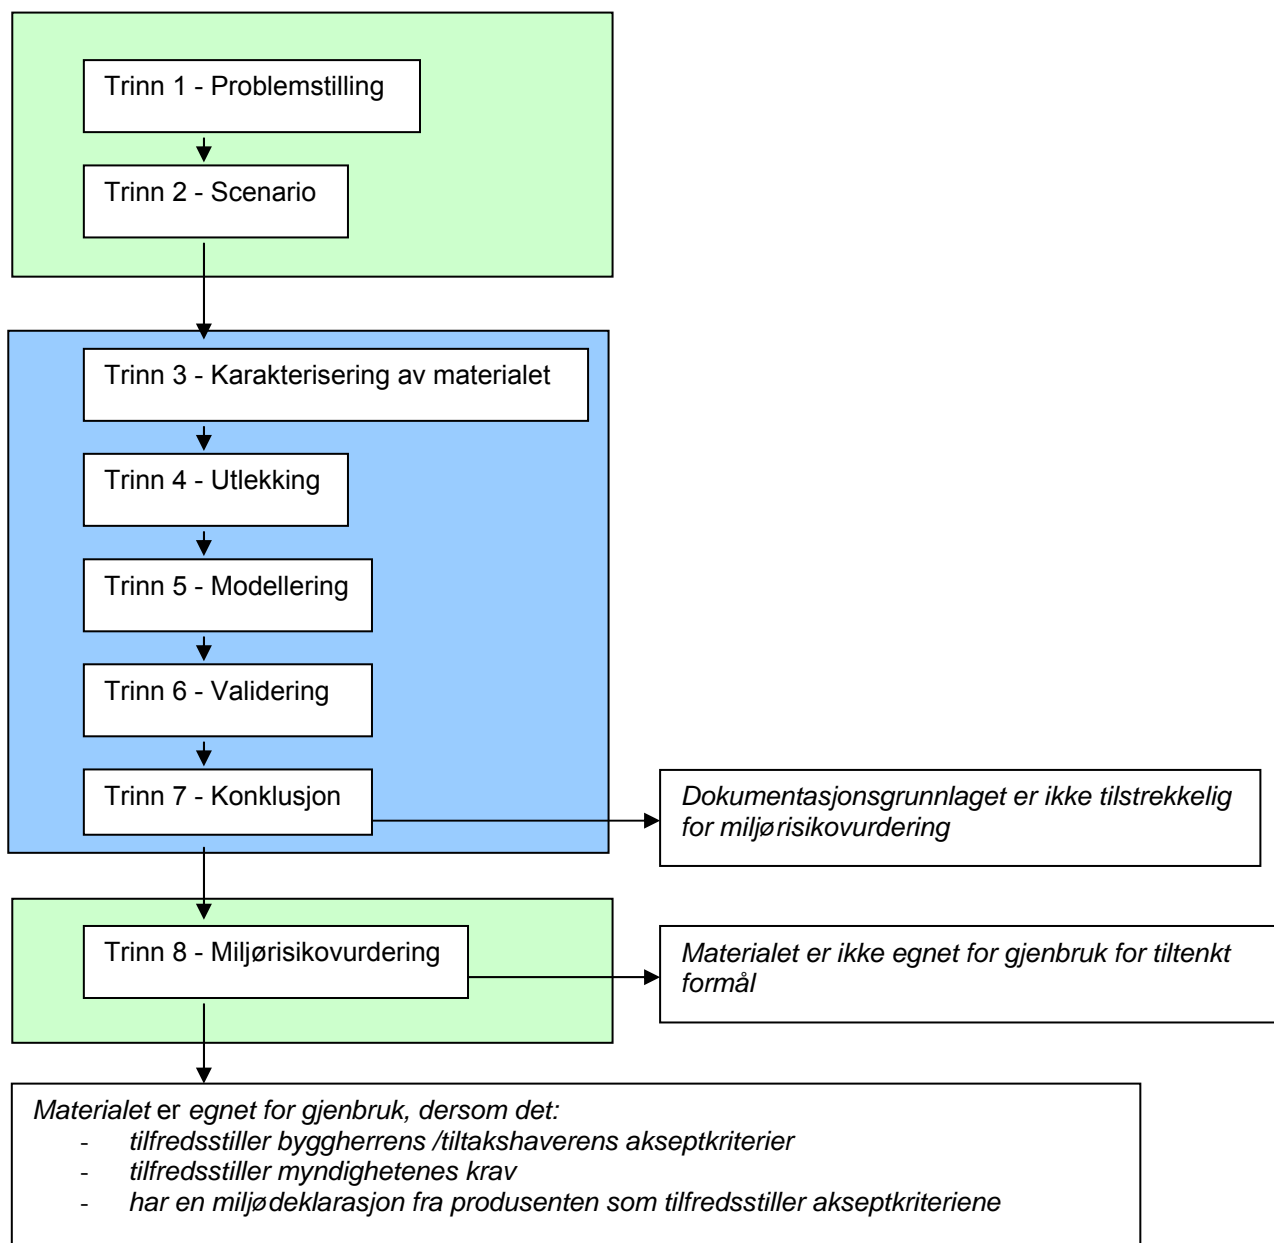 Trinn 1 - Problemstilling
Trinn 2 - Scenario
Trinn 3 - Karakterisering av materialet
Trinn 4 - Utlekking
Trinn 5 - Modellering
Trinn 6 - Validering
Trinn 7 - Konklusjon
Dokumentasjonsgrunnlaget er ikke tilstrekkelig
for miljørisikovurdering
Trinn 8 - Miljørisikovurdering
Materialet er ikke egnet for gjenbruk for tiltenkt
formål
Materialet er egnet for gjenbruk, dersom det:
- tilfredsstiller byggherrens /tiltakshaverens akseptkriterier
- tilfredsstiller myndighetenes krav
- har en miljødeklarasjon fra produsenten som tilfredsstiller akseptkriteriene